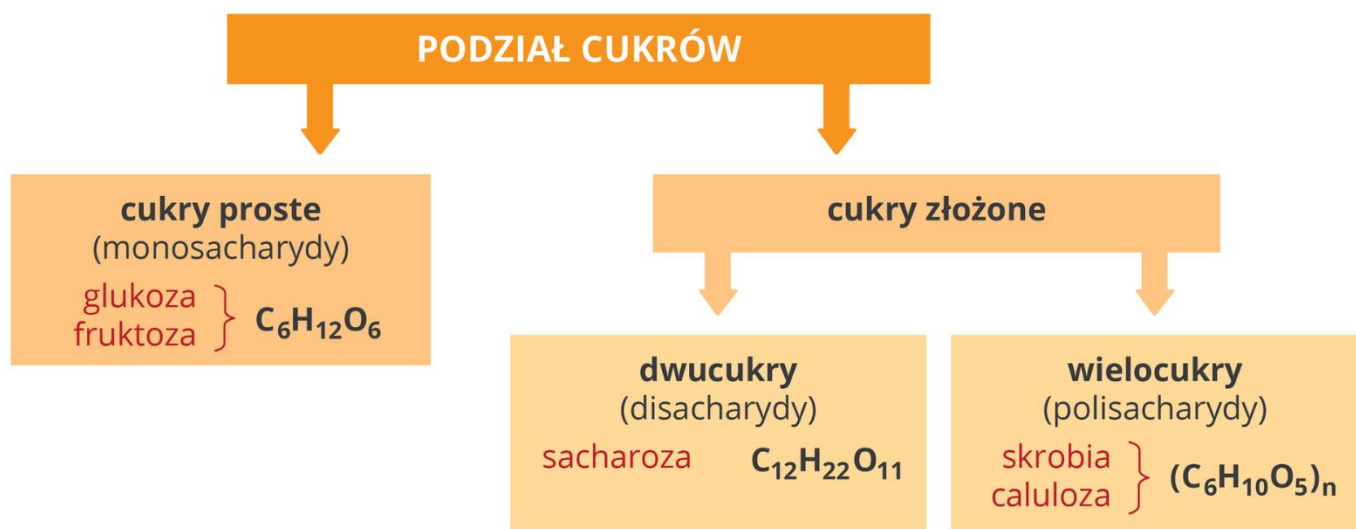 PODZIAŁ CUKRÓW
cukry proste
(monosacharydy)
glukoza
fruktoza
C₆H₁₂O₆
cukry złożone
dwucukry
(disacharydy)
sacharoza C₁₂H₂₂O₁₁
wielocukry
(polisacharydy)
skrobia
caluloza
(C₆H₁₀O₅)ₙ